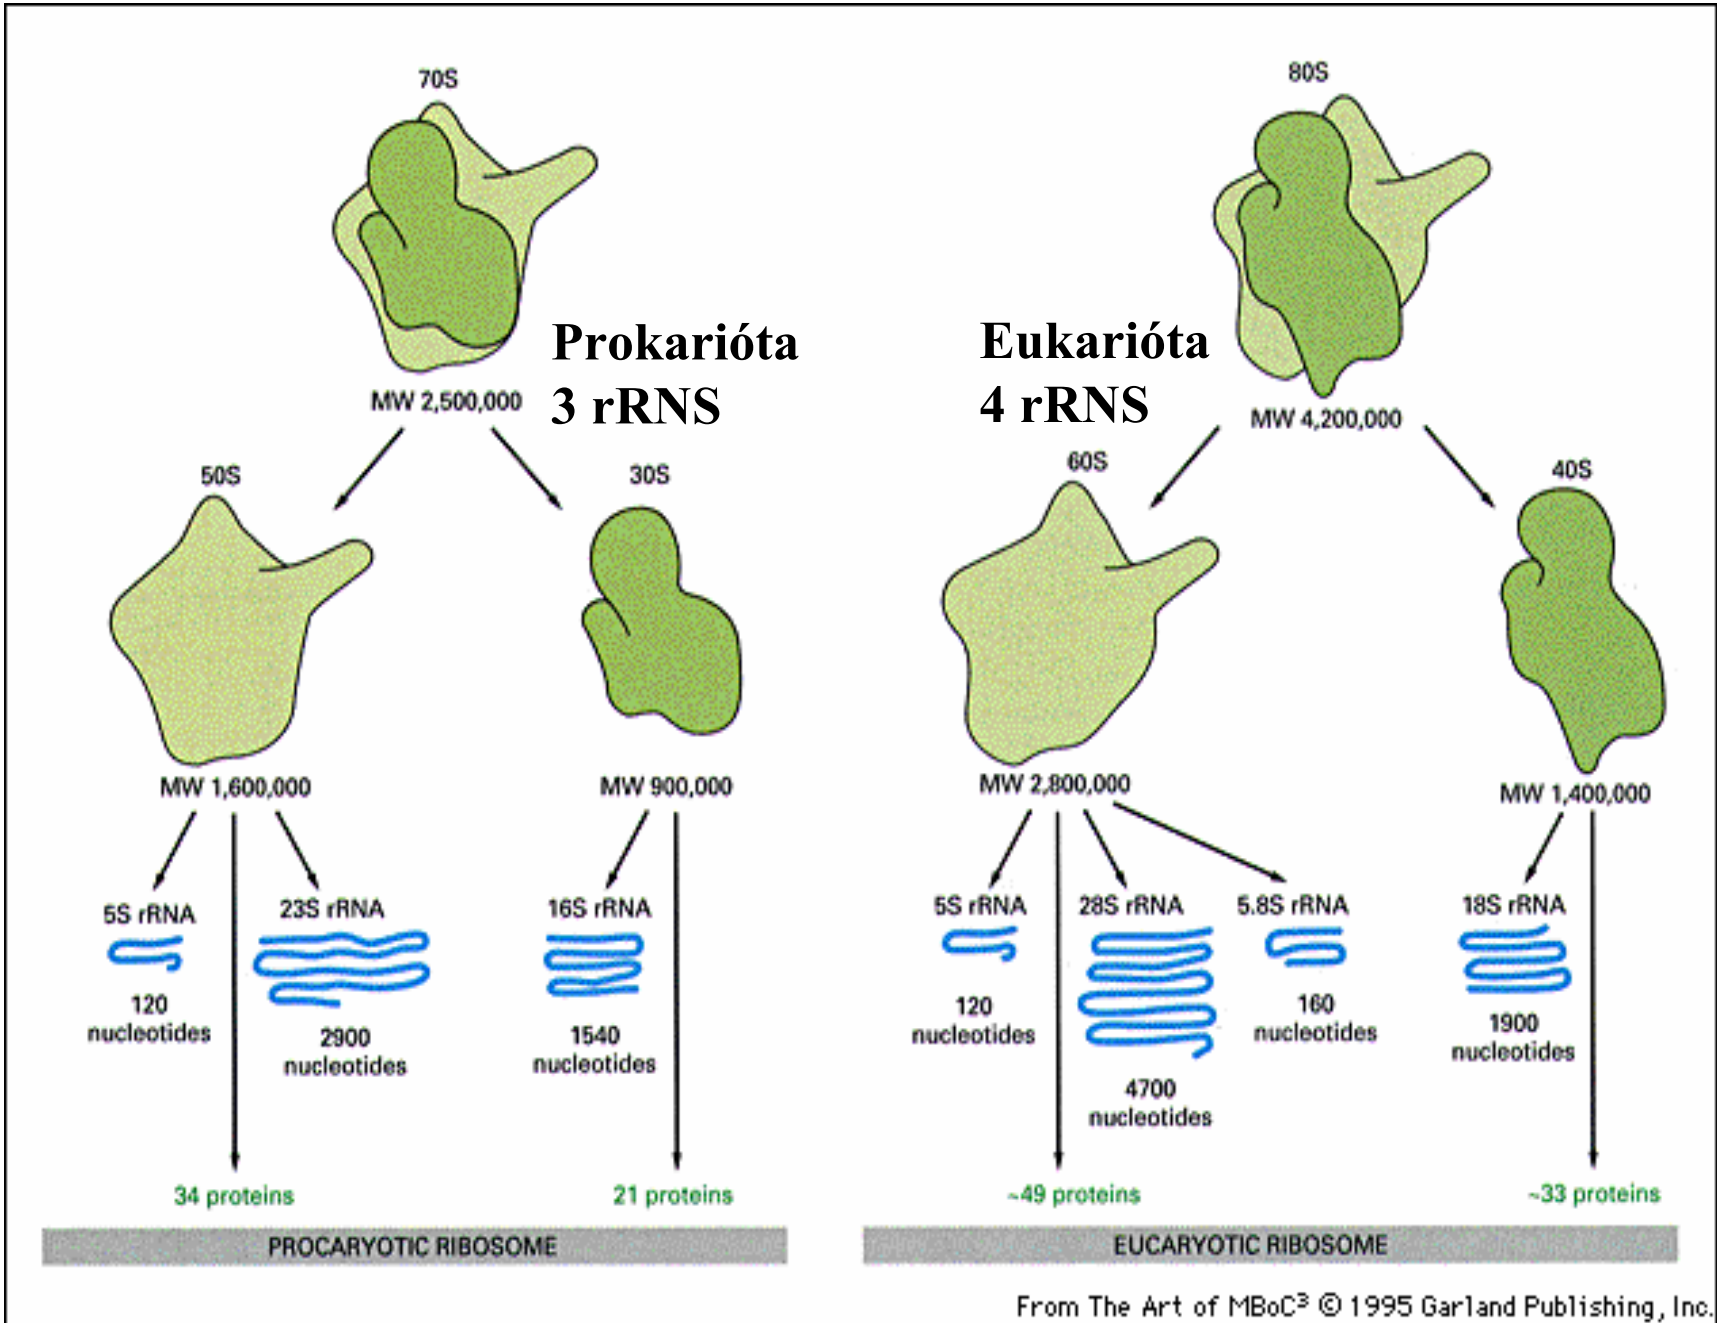 70S
MW 2,500,000
Prokarióta
3 rRNS
50S
30S
MW 1,600,000
MW 900,000
5S rRNA
23S rRNA
16S rRNA
120
nucleotides
2900
nucleotides
1540
nucleotides
34 proteins
21 proteins
PROCARYOTIC RIBOSOME
80S
Eukarióta
4 rRNS
MW 4,200,000
60S
40S
MW 2,800,000
MW 1,400,000
5S rRNA
28S rRNA
5.8S rRNA
18S rRNA
120
nucleotides
4700
nucleotides
160
nucleotides
1900
nucleotides
~49 proteins
~33 proteins
EUCARYOTIC RIBOSOME
From The Art of MBoC³ © 1995 Garland Publishing, Inc.